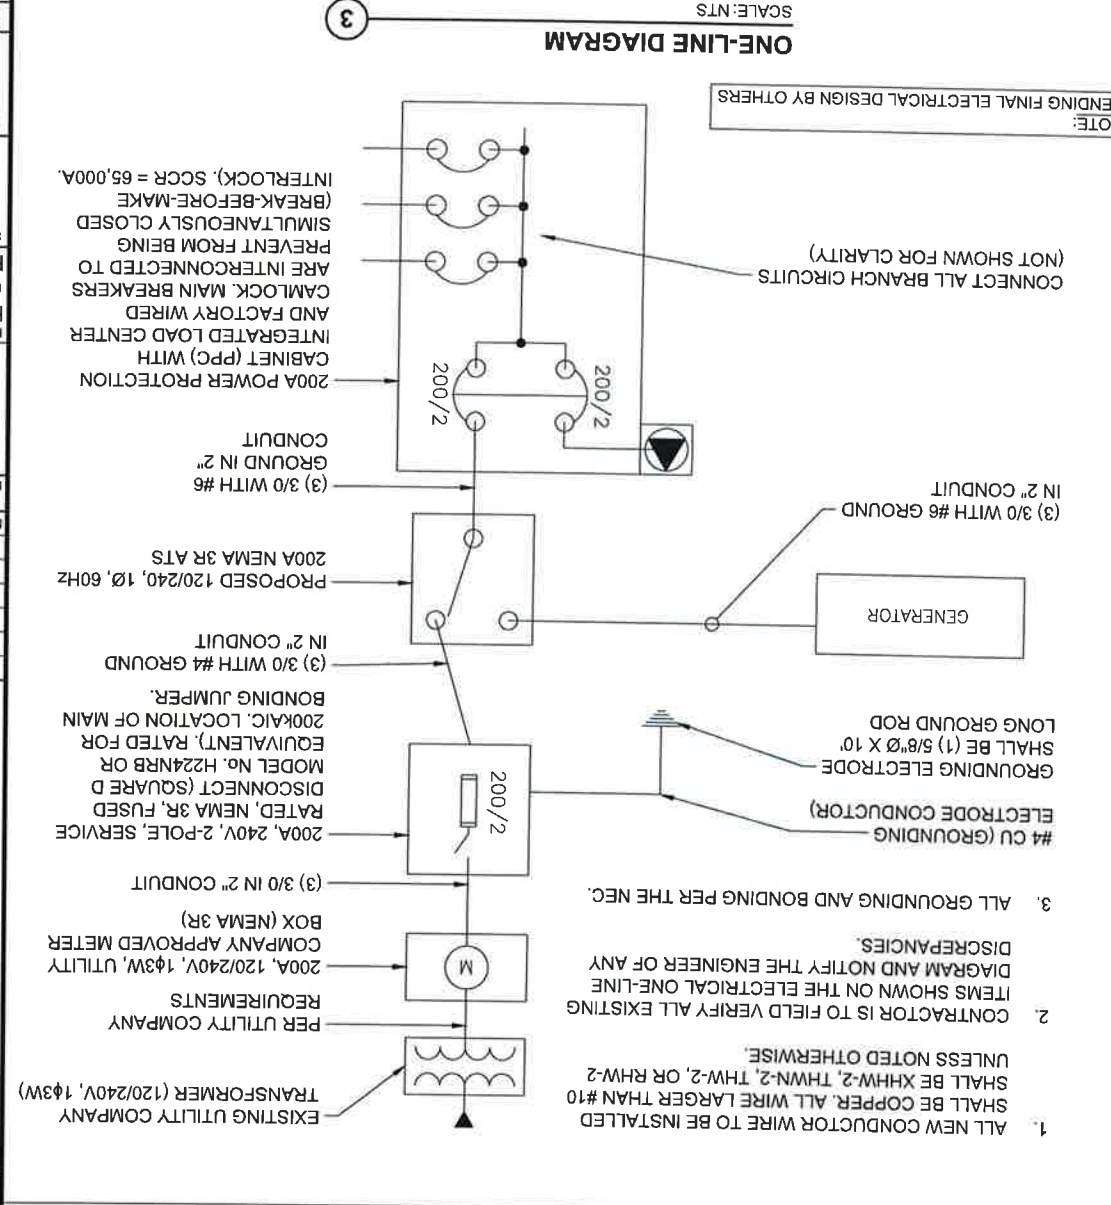 1. ALL NEW CONDUCTOR WIRE TO BE INSTALLED
SHALL BE COPPER. ALL WIRE LARGER THAN #10
SHALL BE XHHW-2, THWN-2, THW-2, OR RHW-2
UNLESS NOTED OTHERWISE.
2. CONTRACTOR IS TO FIELD VERIFY ALL EXISTING
ITEMS SHOWN ON THE ELECTRICAL ONE-LINE
DIAGRAM AND NOTIFY THE ENGINEER OF ANY
DISCREPANCIES.
3. ALL GROUNDING AND BONDING PER THE NEC.
EXISTING UTILITY COMPANY
TRANSFORMER (120/240V, 1ϕ3W)
PER UTILITY COMPANY
REQUIREMENTS
M
200A, 120/240V, 1ϕ3W, UTILITY
COMPANY APPROVED METER
BOX (NEMA 3R)
(3) 3/0 IN 2" CONDUIT
#4 CU (GROUNDING
ELECTRODE CONDUCTOR)
GROUNDING ELECTRODE
SHALL BE (1) 5/8"Ø X 10'
LONG GROUND ROD
200/2
200A, 240V, 2-POLE, SERVICE
RATED, NEMA 3R, FUSED
DISCONNECT (SQUARE D
MODEL No. H224NRB OR
EQUIVALENT). RATED FOR
200kAIC. LOCATION OF MAIN
BONDING JUMPER.
(3) 3/0 WITH #4 GROUND
IN 2" CONDUIT
GENERATOR
(3) 3/0 WITH #6 GROUND
IN 2" CONDUIT
PROPOSED 120/240, 1Ø, 60Hz
200A NEMA 3R ATS
(3) 3/0 WITH #6
GROUND IN 2"
CONDUIT
200/2
200/2
200A POWER PROTECTION
CABINET (PPC) WITH
INTEGRATED LOAD CENTER
AND FACTORY WIRED
CAMLOCK. MAIN BREAKERS
ARE INTERCONNECTED TO
PREVENT FROM BEING
SIMULTANEOUSLY CLOSED
(BREAK-BEFORE-MAKE
INTERLOCK). SCCR = 65,000A.
CONNECT ALL BRANCH CIRCUITS
(NOT SHOWN FOR CLARITY)
OTE:
ENDING FINAL ELECTRICAL DESIGN BY OTHERS
ONE-LINE DIAGRAM
SCALE: NTS
3